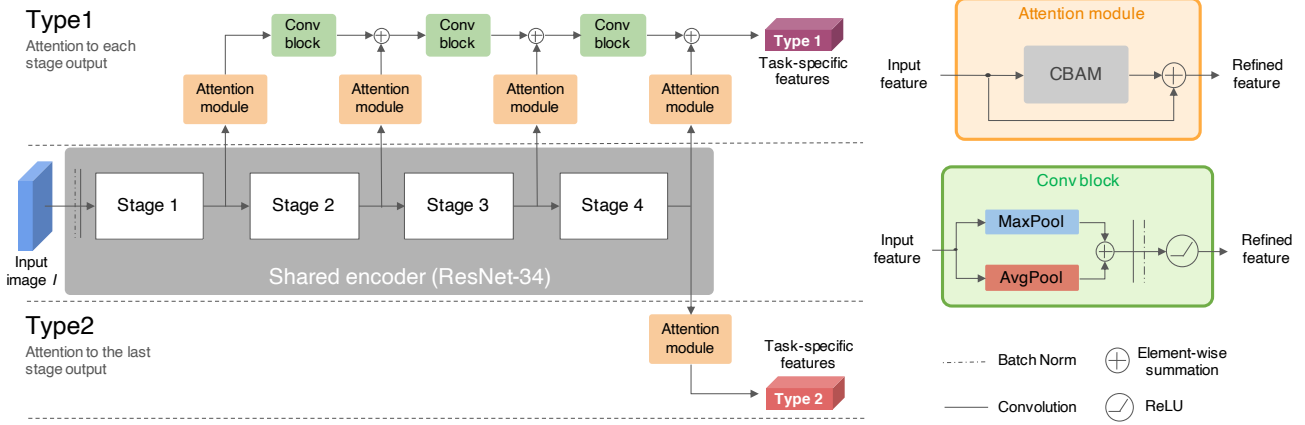 Type1
Attention to each
stage output
Conv
block
Conv
block
Conv
block
Type 1
Task-specific
features
Attention
module
Attention
module
Attention
module
Attention
module
Stage 1
Stage 2
Stage 3
Stage 4
Input
image I
Shared encoder (ResNet-34)
Type2
Attention to the last
stage output
Attention
module
Task-specific
features
Type 2
Attention module
Input
feature
CBAM
Refined
feature
Conv block
Input
feature
MaxPool
AvgPool
Refined
feature
Batch Norm
Element-wise
summation
Convolution
ReLU